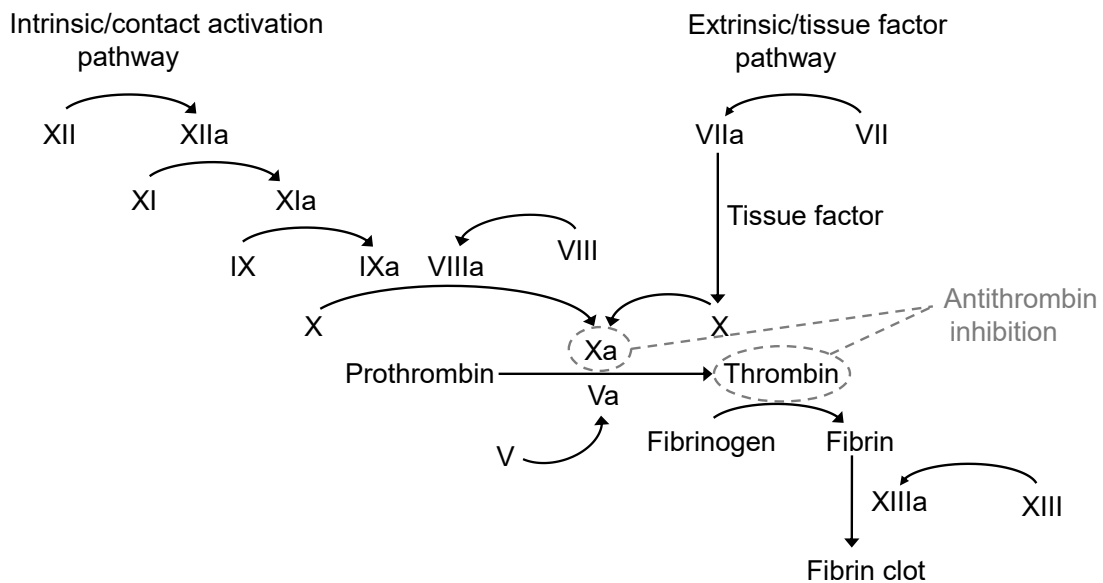 Intrinsic/contact activation
pathway
Extrinsic/tissue factor
pathway
XII
XIIa
VIIa
VII
XI
XIa
Tissue factor
IX
IXa
VIIIa
VIII
X
Xa
X
Antithrombin
inhibition
Prothrombin
Thrombin
Va
V
Fibrinogen
Fibrin
XIIIa
XIII
Fibrin clot